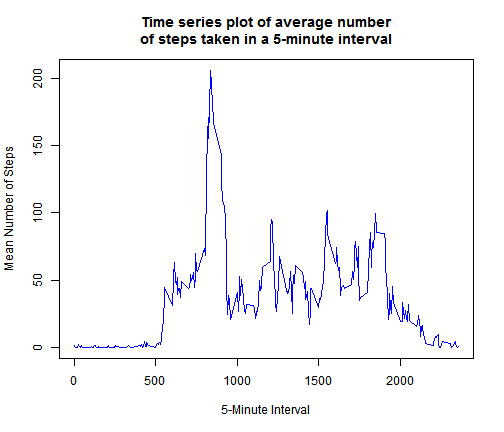 Time series plot of average number
of steps taken in a 5-minute interval
Mean Number of Steps
200
150
100
50
0
0 500 1000 1500 2000
5-Minute Interval